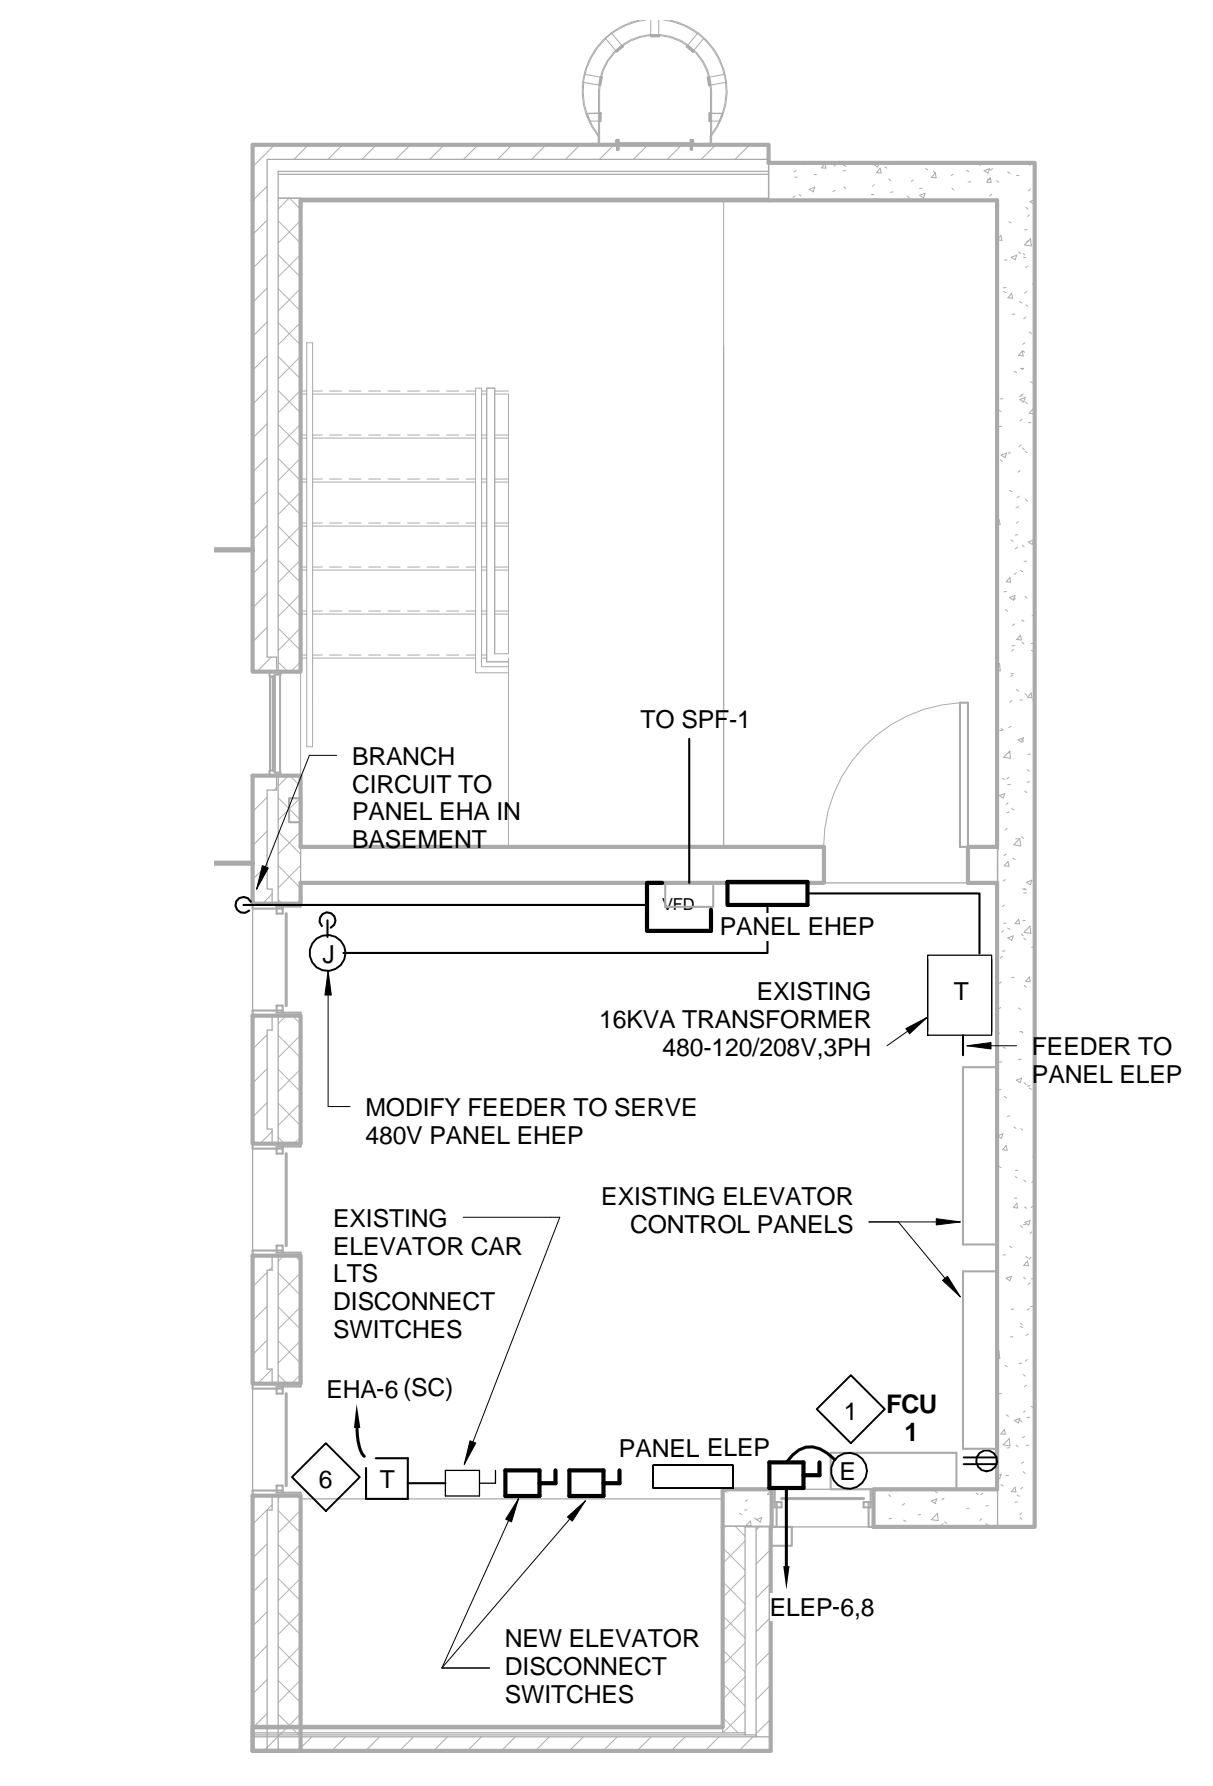 TO SPF-1
BRANCH
CIRCUIT TO
PANEL EHA IN
BASEMENT
VFD
PANEL EHEP
J
EXISTING
16KVA TRANSFORMER
480-120/208V,3PH
T
FEEDER TO
PANEL ELEP
MODIFY FEEDER TO SERVE
480V PANEL EHEP
EXISTING ELEVATOR
CONTROL PANELS
EXISTING
ELEVATOR CAR
LTS
DISCONNECT
SWITCHES
EHA-6 (SC)
1
FCU
1
PANEL ELEP
6
T
E
ELEP-6,8
NEW ELEVATOR
DISCONNECT
SWITCHES